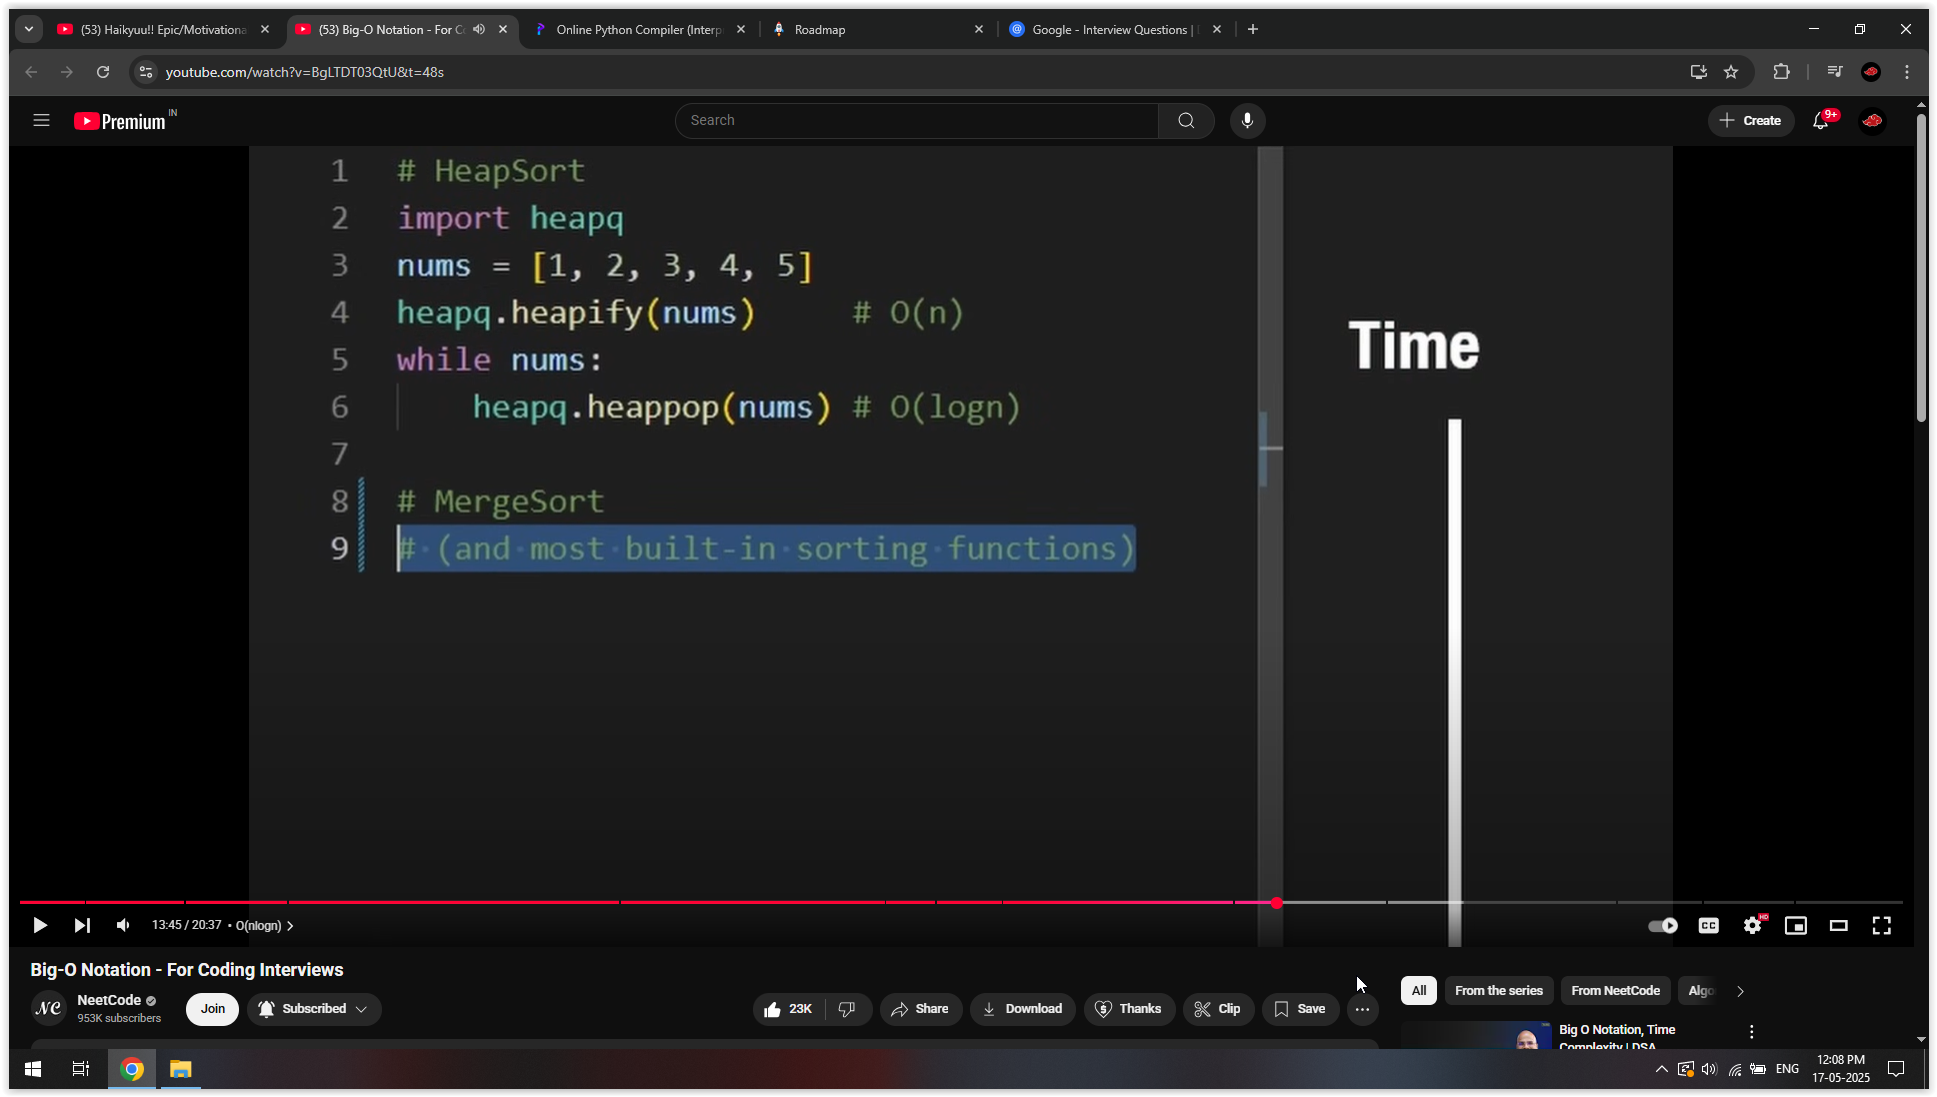 (53) Haikyuu!! Epic/Motivationa
(53) Big-O Notation - For Co
Online Python Compiler (Interp
Roadmap
Google - Interview Questions |
youtube.com/watch?v=BgLTDT03QtU&t=48s
Premium IN
Search
Create
9+
1 # HeapSort
2 import heapq
3 nums = [1, 2, 3, 4, 5]
4 heapq.heapify(nums) # O(n)
5 while nums:
6 heapq.heappop(nums) # O(logn)
7
8 # MergeSort
9 # (and most built-in sorting functions)
Time
13:45 / 20:37 • O(nlogn)
CC
HD
Big-O Notation - For Coding Interviews
NC
NeetCode
953K subscribers
Join
Subscribed
23K
Share
Download
Thanks
Clip
Save
All
From the series
From NeetCode
Algo
Big O Notation, Time
Complexity | DSA
ENG
12:08 PM
17-05-2025